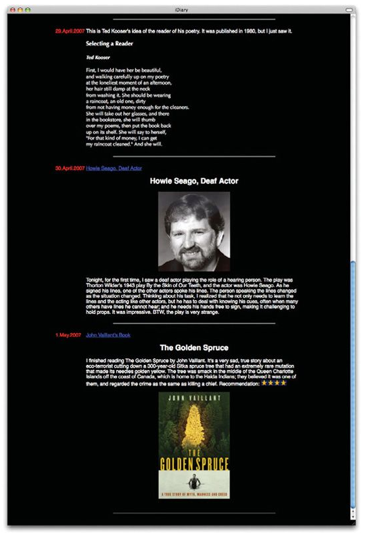 iDiary
29.April.2007 This is Ted Kooser's idea of the reader of his poetry. It was published in 1980, but I just saw it.
Selecting a Reader
Ted Kooser
First, I would have her be beautiful,
and walking carefully up on my poetry
at the loneliest moment of an afternoon,
her hair still damp at the neck
from washing it. She should be wearing
a raincoat, an old one, dirty
from not having money enough for the cleaners.
She will take out her glasses, and there
in the bookstore, she will thumb
over my poems, then put the book back
up on its shelf. She will say to herself,
"For that kind of money, I can get
my raincoat cleaned." And she will.
30.April.2007 Howie Seago, Deaf Actor
Howie Seago, Deaf Actor
Tonight, for the first time, I saw a deaf actor playing the role of a hearing person. The play was
Thorton Wilder's 1943 play By the Skin of Our Teeth, and the actor was Howie Seago. As he
signed his lines, one of the other actors spoke his lines. The person speaking the lines changed
as the situation changed. Thinking about his task, I realized that he not only needs to learn the
lines and the acting like other actors, but he has to deal with knowing his cues, often when many
others have lines he cannot hear; and he needs his hands free to sign, making it challenging to
hold props. It was impressive. BTW, the play is very strange.
1.May.2007 John Vaillant's Book
The Golden Spruce
I finished reading The Golden Spruce by John Vaillant. It's a very sad, true story about an
eco-terrorist cutting down a 300-year-old Sitka spruce tree that had an extremely rare mutation
that made its needles golden yellow. The tree was smack in the middle of the Queen Charlotte
Islands off the coast of Canada, which is home to the Haida Indians; they believed it was one of
them, and regarded the crime as the same as killing a chief. Recommendation:
JOHN VAILLANT
THE
GOLDEN SPRUCE
A TRUE STORY OF MYTH, MADNESS AND GREED